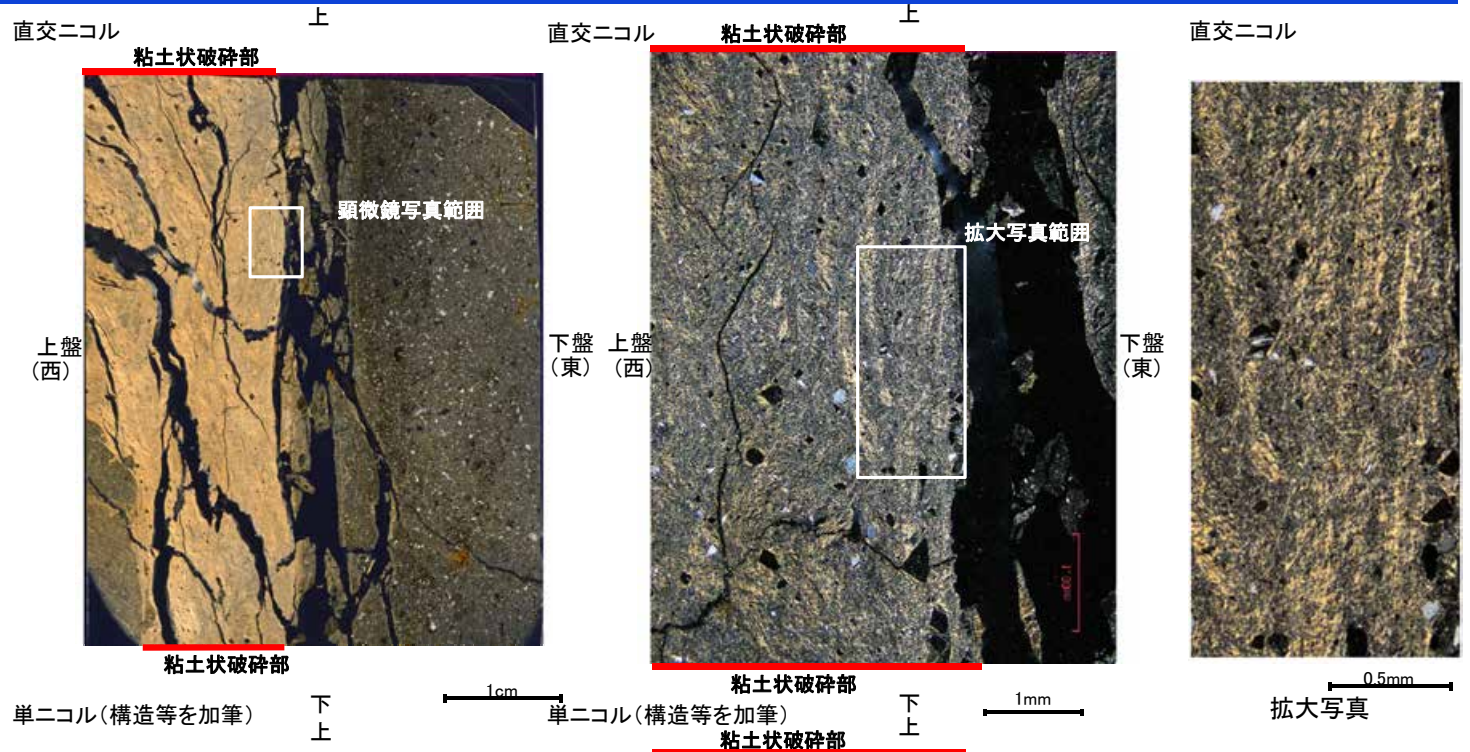 上
直交ニコル
粘土状破砕部
顕微鏡写真範囲
上盤
(西)
下盤
(東)
粘土状破砕部
1cm
単ニコル(構造等を加筆)
下
上
上
直交ニコル
粘土状破砕部
拡大写真範囲
上盤
(西)
下盤
(東)
粘土状破砕部
1mm
単ニコル(構造等を加筆)
下
上
粘土状破砕部
直交ニコル
0.5mm
拡大写真